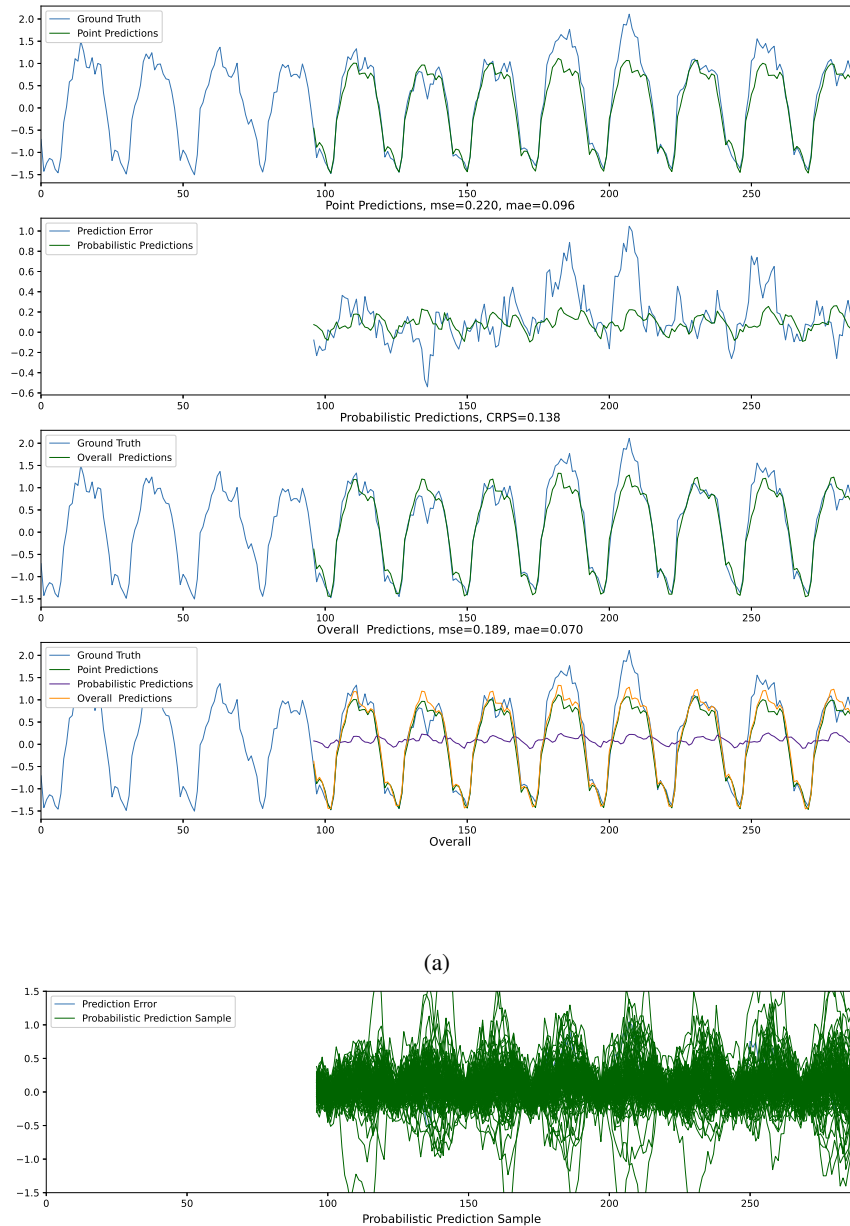 2.0
1.5
1.0
0.5
0.0
−0.5
−1.0
−1.5
Ground Truth
Point Predictions
0 50 100 150 200 250
Point Predictions, mse=0.220, mae=0.096
1.0
0.8
0.6
0.4
0.2
0.0
−0.2
−0.4
−0.6
Prediction Error
Probabilistic Predictions
0 50 100 150 200 250
Probabilistic Predictions, CRPS=0.138
2.0
1.5
1.0
0.5
0.0
−0.5
−1.0
−1.5
Ground Truth
Overall Predictions
0 50 100 150 200 250
Overall Predictions, mse=0.189, mae=0.070
2.0
1.5
1.0
0.5
0.0
−0.5
−1.0
−1.5
Ground Truth
Point Predictions
Probabilistic Predictions
Overall Predictions
0 50 100 150 200 250
Overall
(a)
1.5
1.0
0.5
0.0
−0.5
−1.0
−1.5
Prediction Error
Probabilistic Prediction Sample
0 50 100 150 200 250
Probabilistic Prediction Sample